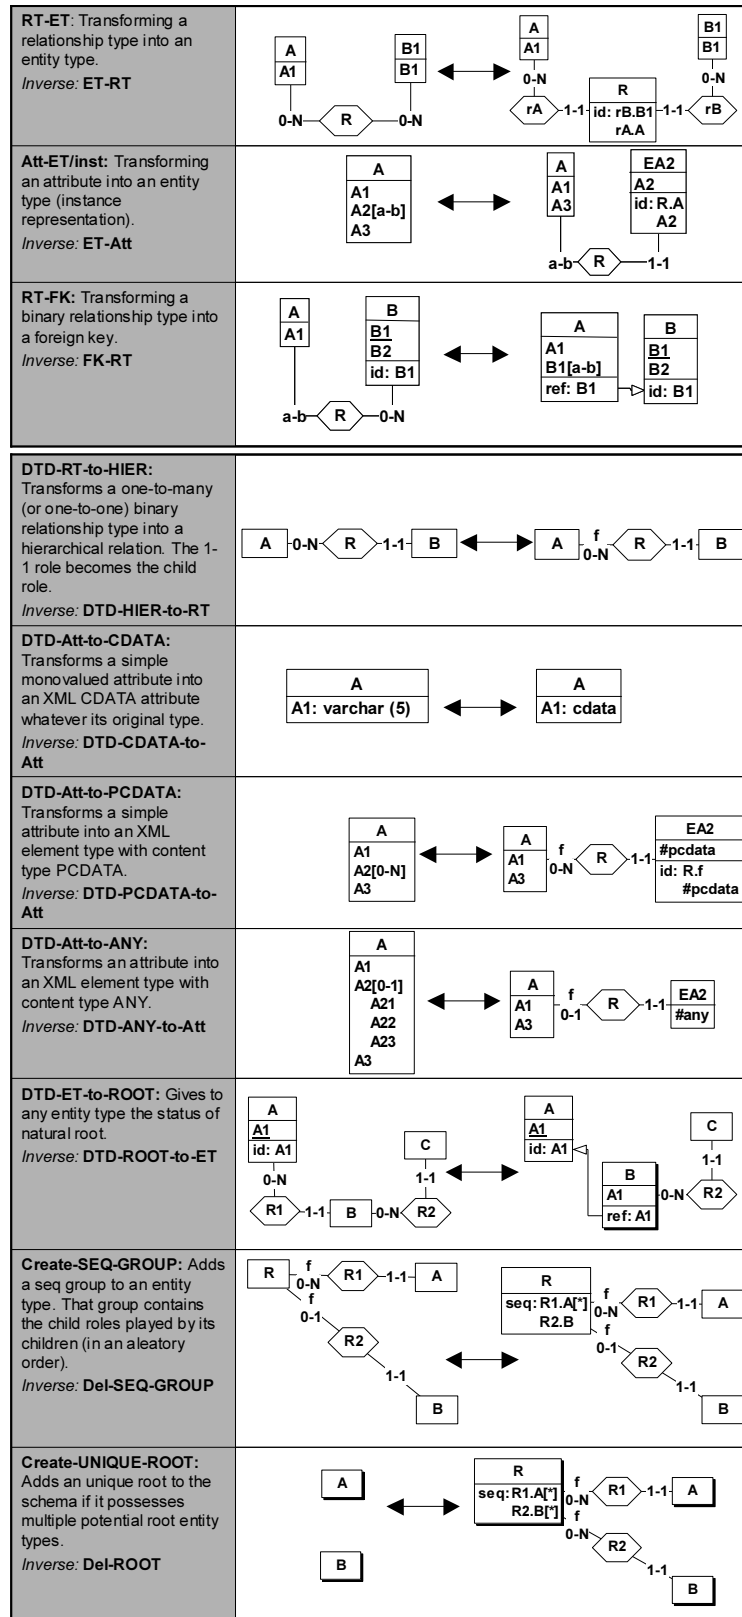 RT-ET: Transforming a
relationship type into an
entity type.
Inverse: ET-RT
A
A1
B1
B1
0-N
R
0-N
A
A1
0-N
rA
1-1
R
id: rB.B1
rA.A
1-1
rB
0-N
B1
B1
Att-ET/inst: Transforming
an attribute into an entity
type (instance
representation).
Inverse: ET-Att
A
A1
A2[a-b]
A3
A
A1
A3
a-b
R
1-1
EA2
A2
id: R.A
A2
RT-FK: Transforming a
binary relationship type into
a foreign key.
Inverse: FK-RT
A
A1
a-b
R
0-N
B
B1
B2
id: B1
A
A1
B1[a-b]
ref: B1
B
B1
B2
id: B1
DTD-RT-to-HIER:
Transforms a one-to-many
(or one-to-one) binary
relationship type into a
hierarchical relation. The 1-
1 role becomes the child
role.
Inverse: DTD-HIER-to-RT
A
0-N
R
1-1
B
A
f
0-N
R
1-1
B
DTD-Att-to-CDATA:
Transforms a simple
monovalued attribute into
an XML CDATA attribute
whatever its original type.
Inverse: DTD-CDATA-to-
Att
A
A1: varchar (5)
A
A1: cdata
DTD-Att-to-PCDATA:
Transforms a simple
attribute into an XML
element type with content
type PCDATA.
Inverse: DTD-PCDATA-to-
Att
A
A1
A2[0-N]
A3
A
A1
A3
f
0-N
R
1-1
EA2
#pcdata
id: R.f
#pcdata
DTD-Att-to-ANY:
Transforms an attribute into
an XML element type with
content type ANY.
Inverse: DTD-ANY-to-Att
A
A1
A2[0-1]
A21
A22
A23
A3
A
A1
A3
f
0-1
R
1-1
EA2
#any
DTD-ET-to-ROOT: Gives to
any entity type the status of
natural root.
Inverse: DTD-ROOT-to-ET
A
A1
id: A1
0-N
R1
1-1
B
0-N
R2
1-1
C
A
A1
id: A1
B
A1
ref: A1
0-N
R2
1-1
C
Create-SEQ-GROUP: Adds
a seq group to an entity
type. That group contains
the child roles played by its
children (in an aleatory
order).
Inverse: Del-SEQ-GROUP
R
f
0-N
R1
1-1
A
f
0-1
R2
1-1
B
R
seq: R1.A[*]
R2.B
f
0-N
R1
1-1
A
f
0-1
R2
1-1
B
Create-UNIQUE-ROOT:
Adds an unique root to the
schema if it possesses
multiple potential root entity
types.
Inverse: Del-ROOT
A
B
R
seq: R1.A[*]
R2.B[*]
f
0-N
R1
1-1
A
f
0-N
R2
1-1
B